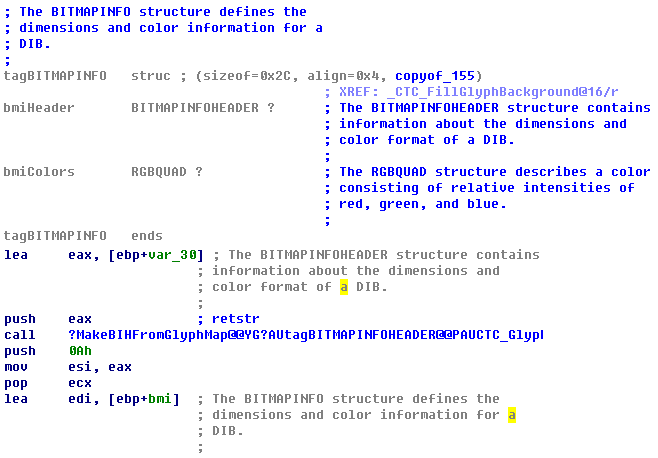 ; The BITMAPINFO structure defines the
; dimensions and color information for a
; DIB.
;
tagBITMAPINFO   struc ; (sizeof=0x2C, align=0x4, copyof_155)
                                        ; XREF: _CTC_FillGlyphBackground@16/r
bmiHeader       BITMAPINFOHEADER ?      ; The BITMAPINFOHEADER structure contains
                                        ; information about the dimensions and
                                        ; color format of a DIB.
                                        ;
bmiColors       RGBQUAD ?               ; The RGBQUAD structure describes a color
                                        ; consisting of relative intensities of
                                        ; red, green, and blue.
                                        ;
tagBITMAPINFO   ends
lea     eax, [ebp+var_30] ; The BITMAPINFOHEADER structure contains
                        ; information about the dimensions and
                        ; color format of a DIB.
                        ;
push    eax             ; retstr
call    ?MakeBIHFromGlyphMap@@YG?AUtagBITMAPINFOHEADER@@PAUCTC_Glypl
push    0Ah
mov     esi, eax
pop     ecx
lea     edi, [ebp+bmi]  ; The BITMAPINFO structure defines the
                        ; dimensions and color information for a
                        ; DIB.
                        ;